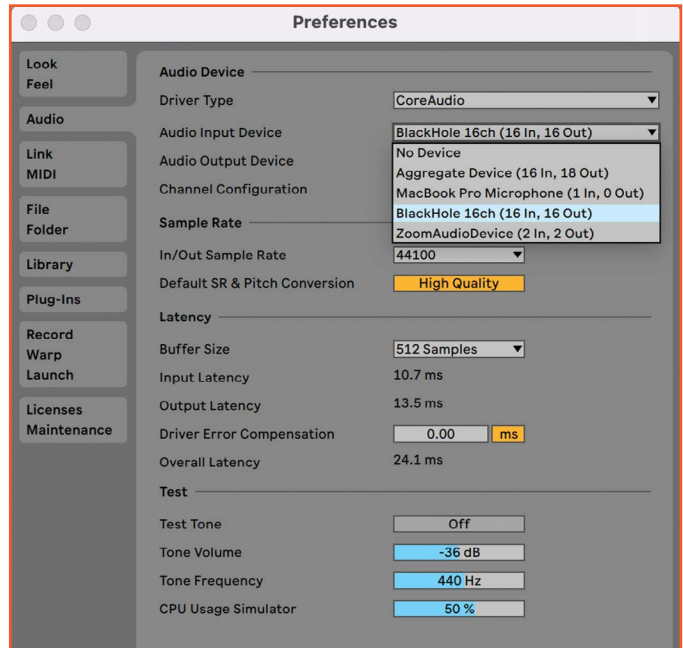 Preferences
Look
Feel
Audio
Link
MIDI
File
Folder
Library
Plug-Ins
Record
Warp
Launch
Licenses
Maintenance
Audio Device
Driver Type CoreAudio
Audio Input Device BlackHole 16ch (16 In, 16 Out)
No Device
Aggregate Device (16 In, 18 Out)
MacBook Pro Microphone (1 In, 0 Out)
BlackHole 16ch (16 In, 16 Out)
ZoomAudioDevice (2 In, 2 Out)
Audio Output Device
Channel Configuration
Sample Rate
In/Out Sample Rate 44100
Default SR & Pitch Conversion High Quality
Latency
Buffer Size 512 Samples
Input Latency 10.7 ms
Output Latency 13.5 ms
Driver Error Compensation 0.00 ms
Overall Latency 24.1 ms
Test
Test Tone Off
Tone Volume -36 dB
Tone Frequency 440 Hz
CPU Usage Simulator 50 %